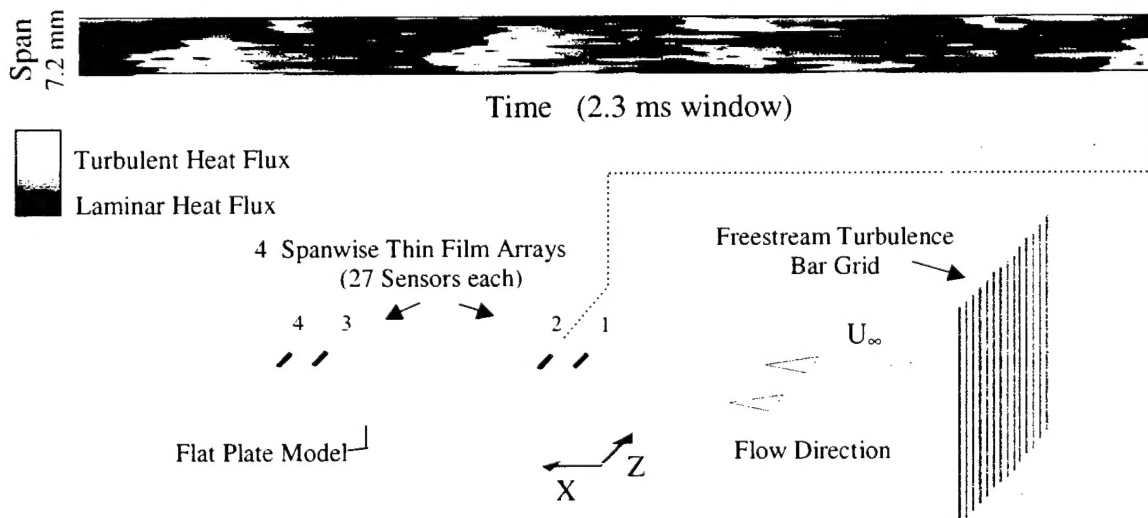 Span
7.2 mm
Time (2.3 ms window)
Turbulent Heat Flux
Laminar Heat Flux
4 Spanwise Thin Film Arrays
(27 Sensors each)
Freestream Turbulence
Bar Grid
4 3 2 1
U∞
Flat Plate Model
X
Z
Flow Direction